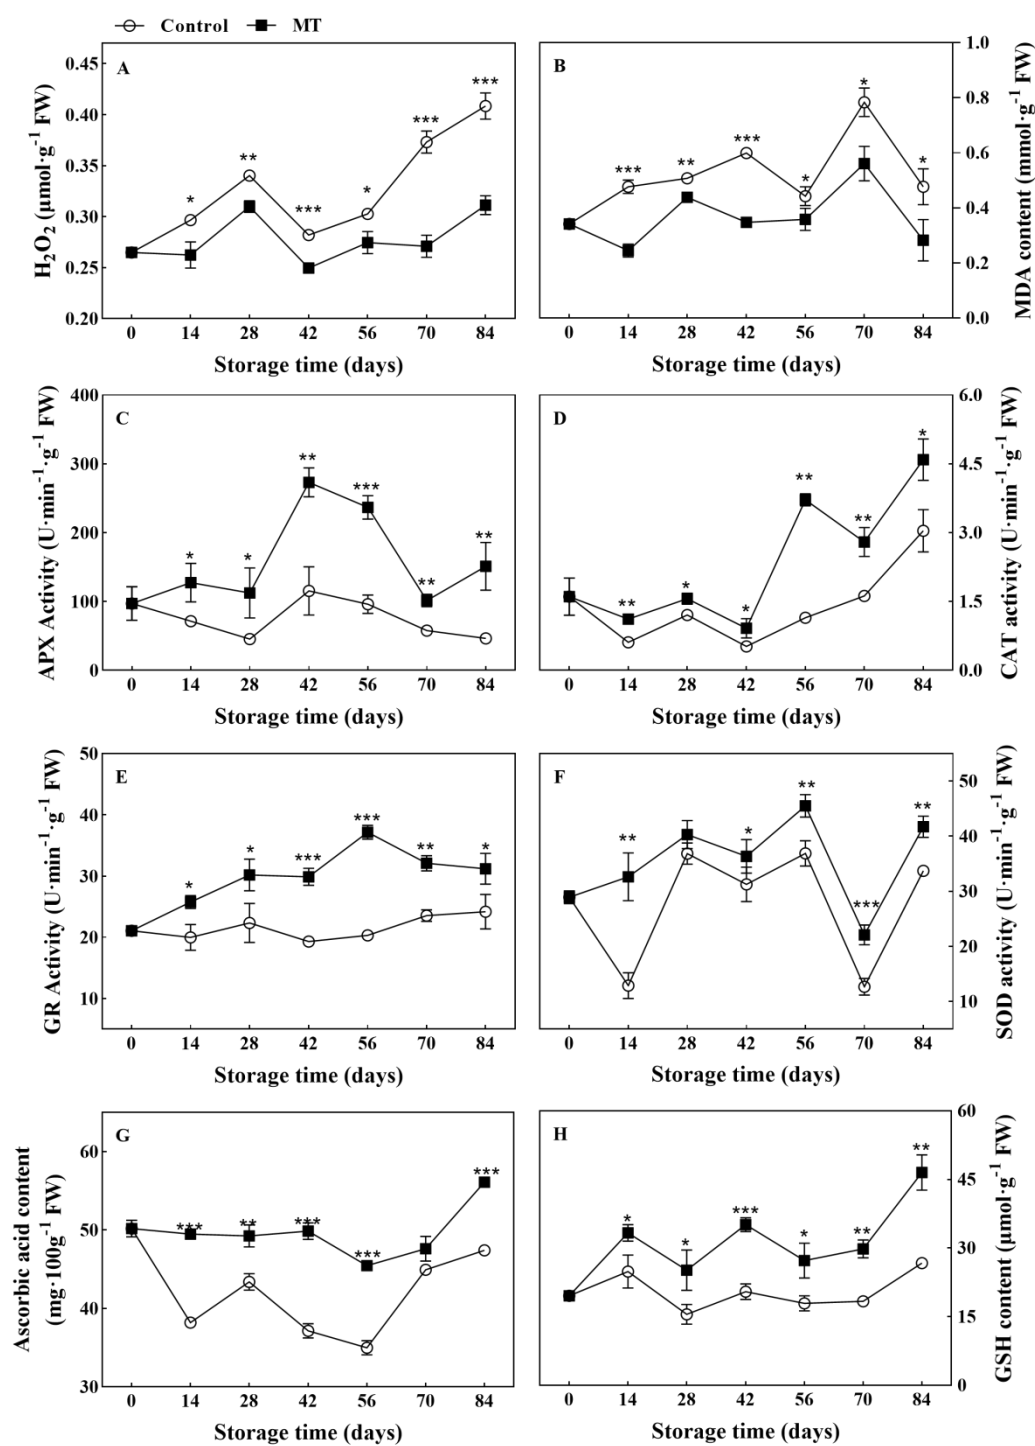 Control MT
A
H₂O₂ (μmol·g⁻¹ FW)
0.45
0.40
0.35
0.30
0.25
0.20
* ** *** * *** ***
0 14 28 42 56 70 84
Storage time (days)
B
MDA content (mmol·g⁻¹ FW)
1.0
0.8
0.6
0.4
0.2
0.0
*** ** *** * * *
0 14 28 42 56 70 84
Storage time (days)
C
APX Activity (U·min⁻¹·g⁻¹ FW)
400
300
200
100
0
* * ** *** ** **
0 14 28 42 56 70 84
Storage time (days)
D
CAT activity (U·min⁻¹·g⁻¹ FW)
6.0
4.5
3.0
1.5
0.0
** * * ** ** *
0 14 28 42 56 70 84
Storage time (days)
E
GR Activity (U·min⁻¹·g⁻¹ FW)
50
40
30
20
10
* * *** *** ** *
0 14 28 42 56 70 84
Storage time (days)
F
SOD activity (U·min⁻¹·g⁻¹ FW)
50
40
30
20
10
** * ** *** **
0 14 28 42 56 70 84
Storage time (days)
G
Ascorbic acid content
(mg·100g⁻¹ FW)
60
50
40
30
*** ** *** *** ***
0 14 28 42 56 70 84
Storage time (days)
H
GSH content (μmol·g⁻¹ FW)
60
45
30
15
0
* * *** * ** **
0 14 28 42 56 70 84
Storage time (days)